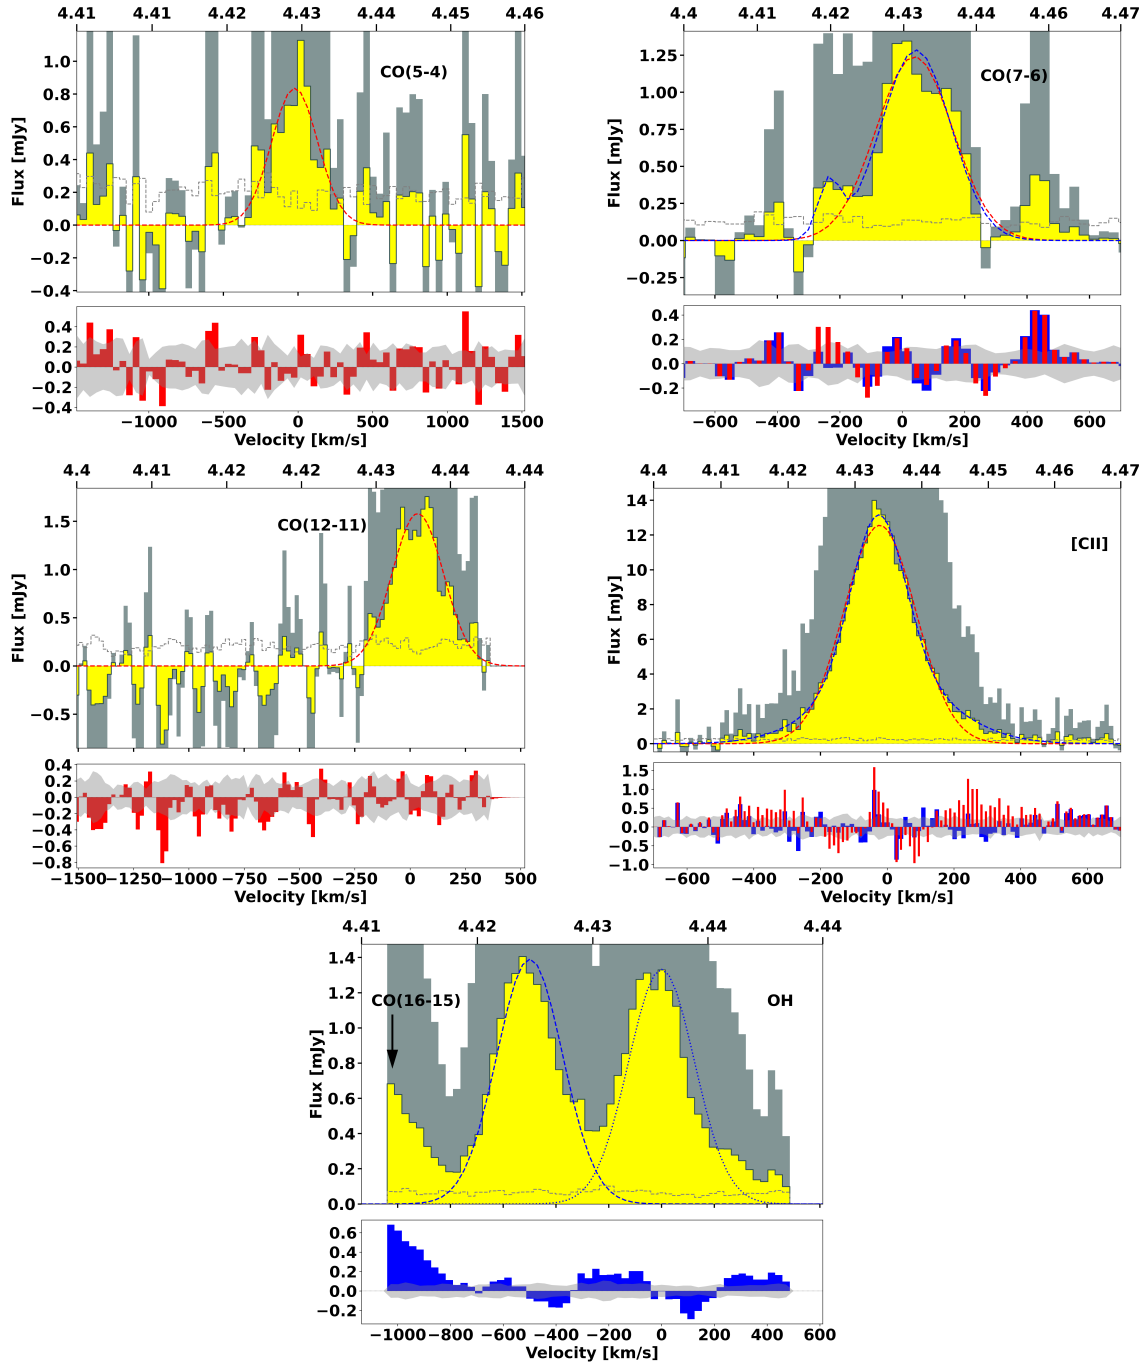 4.41 4.42 4.43 4.44 4.45 4.46
CO(5-4)
Flux [mJy]
1.0
0.8
0.6
0.4
0.2
0.0
−0.2
−0.4
0.4
0.2
0.0
−0.2
−0.4
−1000 −500 0 500 1000 1500
Velocity [km/s]
4.4 4.41 4.42 4.43 4.44 4.46 4.47
CO(7-6)
Flux [mJy]
1.25
1.00
0.75
0.50
0.25
0.00
−0.25
0.4
0.2
0.0
−0.2
−600 −400 −200 0 200 400 600
Velocity [km/s]
4.4 4.41 4.42 4.42 4.43 4.44 4.44
CO(12-11)
Flux [mJy]
1.5
1.0
0.5
0.0
−0.5
0.4
0.2
0.0
−0.2
−0.4
−0.6
−0.8
−1500 −1250 −1000 −750 −500 −250 0 250 500
Velocity [km/s]
4.4 4.41 4.42 4.43 4.44 4.45 4.46 4.47
[CII]
Flux [mJy]
14
12
10
8
6
4
2
0
1.5
1.0
0.5
0.0
−0.5
−1.0
−600 −400 −200 0 200 400 600
Velocity [km/s]
4.41 4.42 4.43 4.44 4.44
CO(16-15) OH
Flux [mJy]
1.4
1.2
1.0
0.8
0.6
0.4
0.2
0.0
0.6
0.4
0.2
0.0
−0.2
−1000 −800 −600 −400 −200 0 200 400 600
Velocity [km/s]